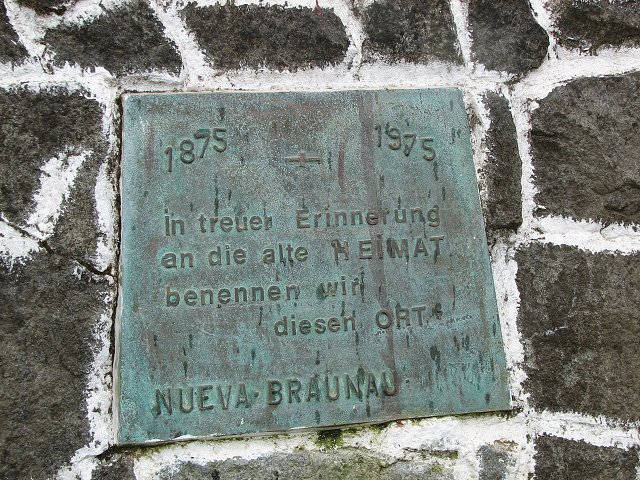 1875 1975
in treuer Erinnerung
an die alte HEIMAT
benennen wir
diesen ORT
NUEVA-BRAUNAU